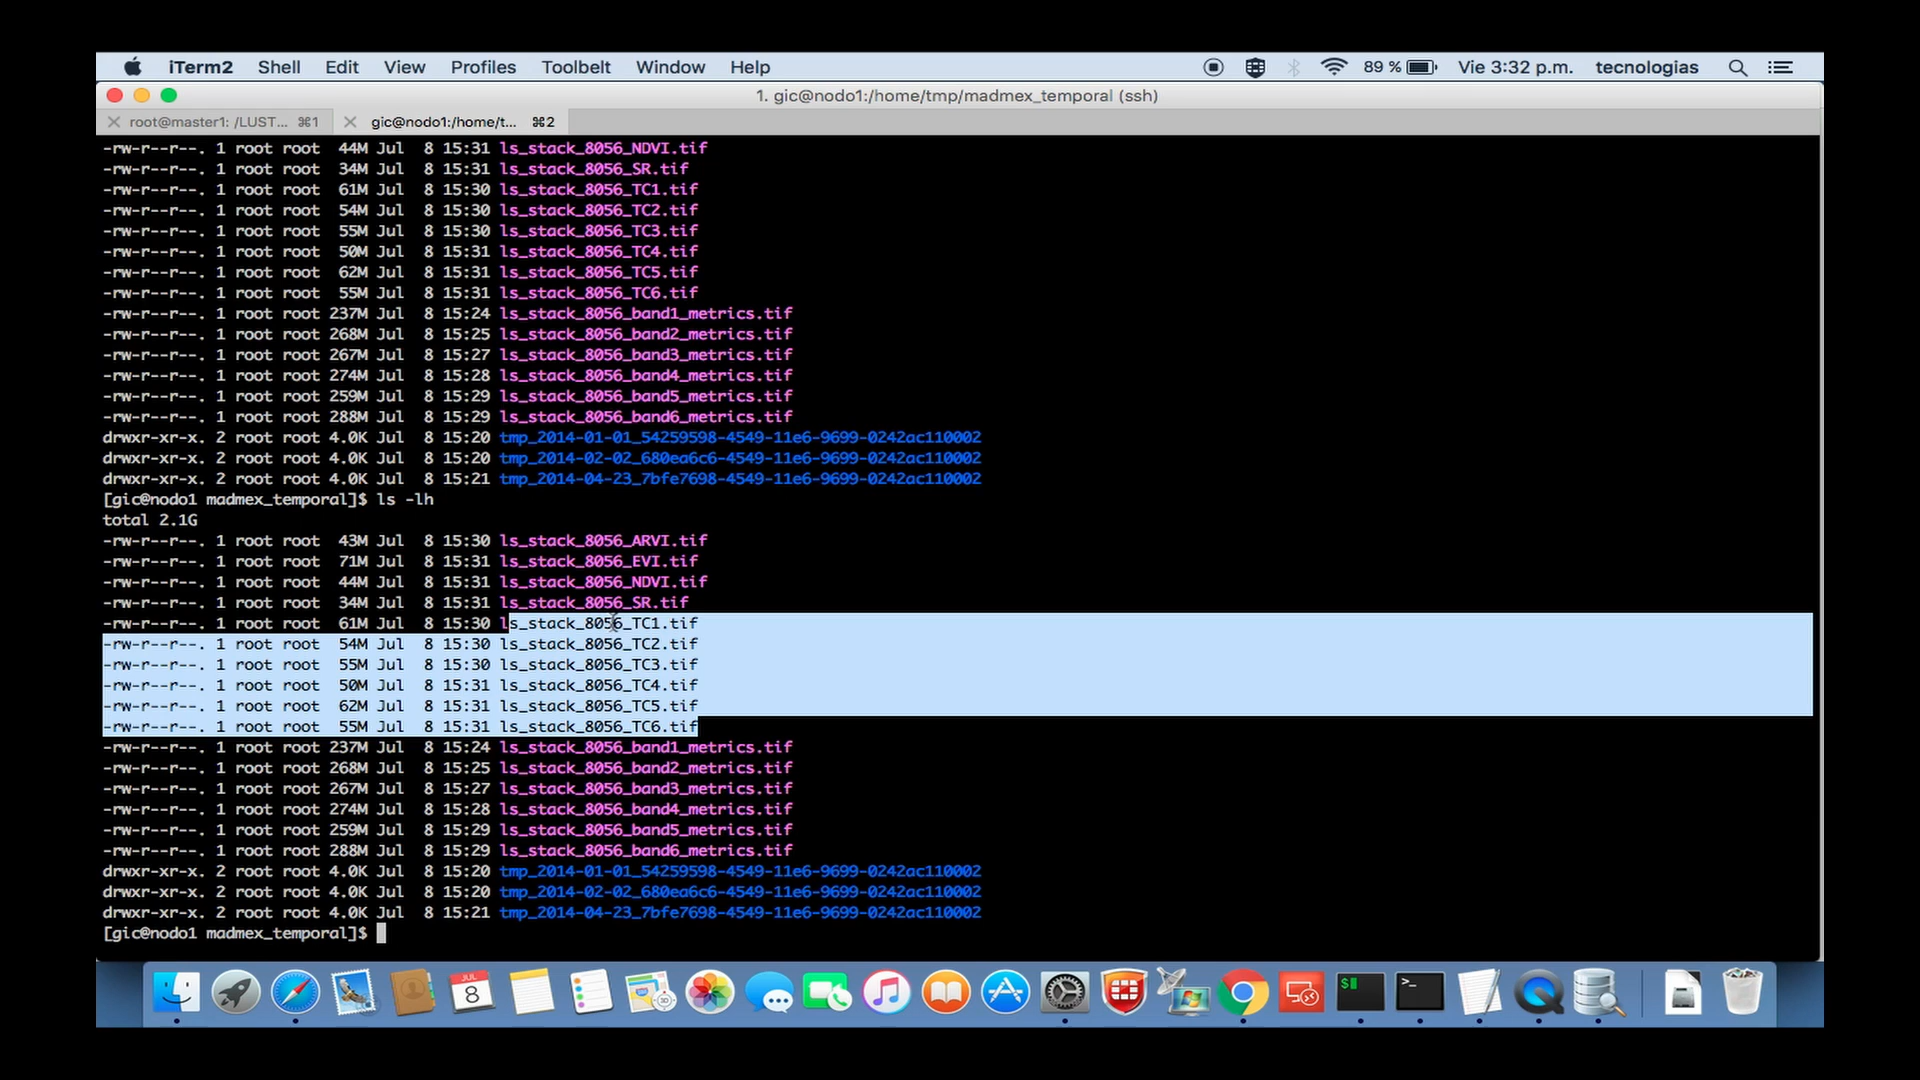 iTerm2 Shell Edit View Profiles Toolbelt Window Help 89 % Vie 3:32 p.m. tecnologias
1. gic@nodo1:/home/tmp/madmex_temporal (ssh)
root@master1: /LUST... ⌘1 gic@nodo1:/home/t... ⌘2
-rw-r--r--. 1 root root 44M Jul 8 15:31 ls_stack_8056_NDVI.tif
-rw-r--r--. 1 root root 34M Jul 8 15:31 ls_stack_8056_SR.tif
-rw-r--r--. 1 root root 61M Jul 8 15:30 ls_stack_8056_TC1.tif
-rw-r--r--. 1 root root 54M Jul 8 15:30 ls_stack_8056_TC2.tif
-rw-r--r--. 1 root root 55M Jul 8 15:30 ls_stack_8056_TC3.tif
-rw-r--r--. 1 root root 50M Jul 8 15:31 ls_stack_8056_TC4.tif
-rw-r--r--. 1 root root 62M Jul 8 15:31 ls_stack_8056_TC5.tif
-rw-r--r--. 1 root root 55M Jul 8 15:31 ls_stack_8056_TC6.tif
-rw-r--r--. 1 root root 237M Jul 8 15:24 ls_stack_8056_band1_metrics.tif
-rw-r--r--. 1 root root 268M Jul 8 15:25 ls_stack_8056_band2_metrics.tif
-rw-r--r--. 1 root root 267M Jul 8 15:27 ls_stack_8056_band3_metrics.tif
-rw-r--r--. 1 root root 274M Jul 8 15:28 ls_stack_8056_band4_metrics.tif
-rw-r--r--. 1 root root 259M Jul 8 15:29 ls_stack_8056_band5_metrics.tif
-rw-r--r--. 1 root root 288M Jul 8 15:29 ls_stack_8056_band6_metrics.tif
drwxr-xr-x. 2 root root 4.0K Jul 8 15:20 tmp_2014-01-01_54259598-4549-11e6-9699-0242ac110002
drwxr-xr-x. 2 root root 4.0K Jul 8 15:20 tmp_2014-02-02_680ea6c6-4549-11e6-9699-0242ac110002
drwxr-xr-x. 2 root root 4.0K Jul 8 15:21 tmp_2014-04-23_7bfe7698-4549-11e6-9699-0242ac110002
[gic@nodo1 madmex_temporal]$ ls -lh
total 2.1G
-rw-r--r--. 1 root root 43M Jul 8 15:30 ls_stack_8056_ARVI.tif
-rw-r--r--. 1 root root 71M Jul 8 15:31 ls_stack_8056_EVI.tif
-rw-r--r--. 1 root root 44M Jul 8 15:31 ls_stack_8056_NDVI.tif
-rw-r--r--. 1 root root 34M Jul 8 15:31 ls_stack_8056_SR.tif
-rw-r--r--. 1 root root 61M Jul 8 15:30 ls_stack_8056_TC1.tif
-rw-r--r--. 1 root root 54M Jul 8 15:30 ls_stack_8056_TC2.tif
-rw-r--r--. 1 root root 55M Jul 8 15:30 ls_stack_8056_TC3.tif
-rw-r--r--. 1 root root 50M Jul 8 15:31 ls_stack_8056_TC4.tif
-rw-r--r--. 1 root root 62M Jul 8 15:31 ls_stack_8056_TC5.tif
-rw-r--r--. 1 root root 55M Jul 8 15:31 ls_stack_8056_TC6.tif
-rw-r--r--. 1 root root 237M Jul 8 15:24 ls_stack_8056_band1_metrics.tif
-rw-r--r--. 1 root root 268M Jul 8 15:25 ls_stack_8056_band2_metrics.tif
-rw-r--r--. 1 root root 267M Jul 8 15:27 ls_stack_8056_band3_metrics.tif
-rw-r--r--. 1 root root 274M Jul 8 15:28 ls_stack_8056_band4_metrics.tif
-rw-r--r--. 1 root root 259M Jul 8 15:29 ls_stack_8056_band5_metrics.tif
-rw-r--r--. 1 root root 288M Jul 8 15:29 ls_stack_8056_band6_metrics.tif
drwxr-xr-x. 2 root root 4.0K Jul 8 15:20 tmp_2014-01-01_54259598-4549-11e6-9699-0242ac110002
drwxr-xr-x. 2 root root 4.0K Jul 8 15:20 tmp_2014-02-02_680ea6c6-4549-11e6-9699-0242ac110002
drwxr-xr-x. 2 root root 4.0K Jul 8 15:21 tmp_2014-04-23_7bfe7698-4549-11e6-9699-0242ac110002
[gic@nodo1 madmex_temporal]$
JUL
8